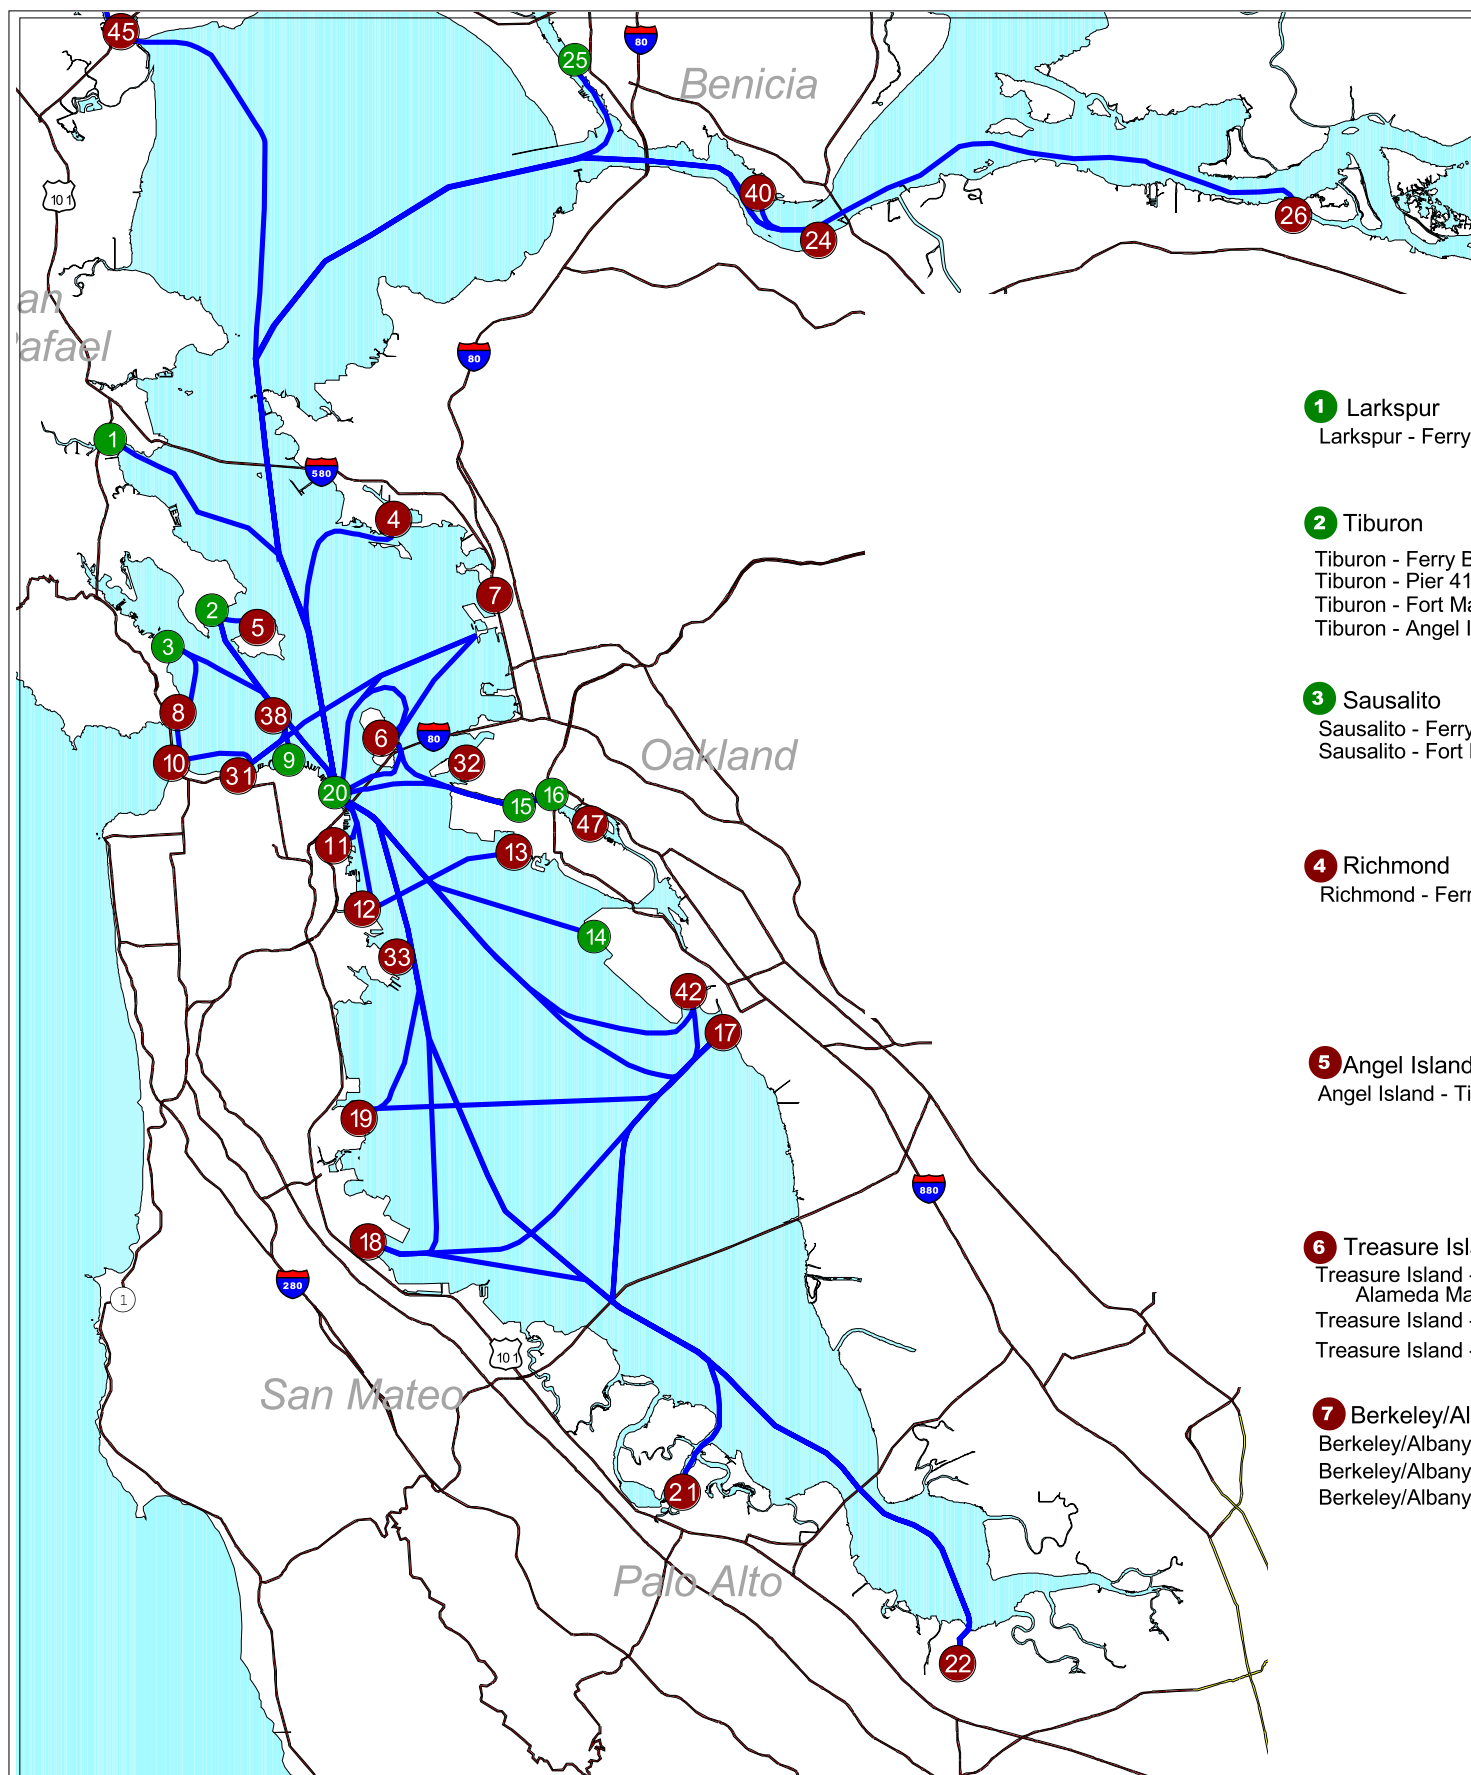 45
80
25
Benicia
101
40
24
26
an
afael
80
1
580
4
7
2
5
3
8
38
6
80
9
10
31
32
Oakland
20
15
16
47
11
13
12
14
33
42
17
19
18
880
280
1
101
San Mateo
21
Palo Alto
22
1 Larkspur
Larkspur - Ferry
2 Tiburon
Tiburon - Ferry B
Tiburon - Pier 41
Tiburon - Fort Ma
Tiburon - Angel I
3 Sausalito
Sausalito - Ferry
Sausalito - Fort
4 Richmond
Richmond - Ferr
5 Angel Island
Angel Island - Ti
6 Treasure Isl
Treasure Island -
Alameda Ma
Treasure Island -
Treasure Island -
7 Berkeley/Al
Berkeley/Albany
Berkeley/Albany
Berkeley/Albany